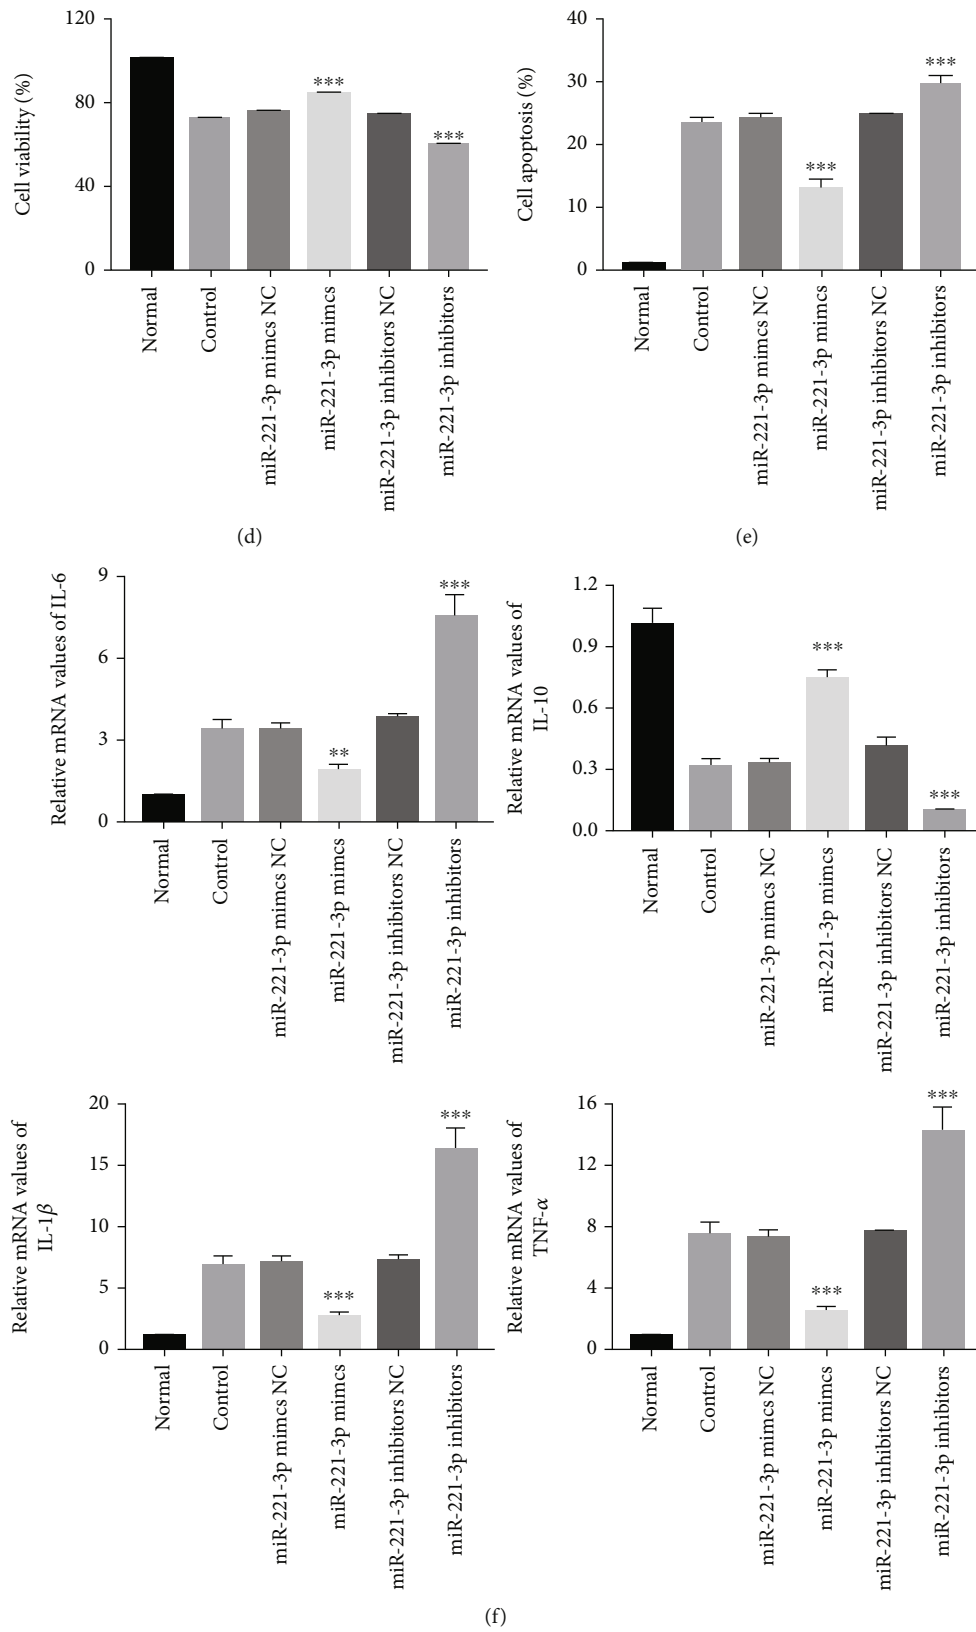 120
80
40
0
Cell viability (%)
***
***
Normal
Control
miR-221-3p mimcs NC
miR-221-3p mimcs
miR-221-3p inhibitors NC
miR-221-3p inhibitors
(d)
40
30
20
10
0
Cell apoptosis (%)
***
***
Normal
Control
miR-221-3p mimcs NC
miR-221-3p mimcs
miR-221-3p inhibitors NC
miR-221-3p inhibitors
(e)
9
6
3
0
Relative mRNA values of IL-6
**
***
Normal
Control
miR-221-3p mimcs NC
miR-221-3p mimcs
miR-221-3p inhibitors NC
miR-221-3p inhibitors
1.2
0.9
0.6
0.3
0.0
Relative mRNA values of
IL-10
***
***
Normal
Control
miR-221-3p mimcs NC
miR-221-3p mimcs
miR-221-3p inhibitors NC
miR-221-3p inhibitors
20
15
10
5
0
Relative mRNA values of
IL-1β
***
***
Normal
Control
miR-221-3p mimcs NC
miR-221-3p mimcs
miR-221-3p inhibitors NC
miR-221-3p inhibitors
16
12
8
4
0
Relative mRNA values of
TNF-α
***
***
Normal
Control
miR-221-3p mimcs NC
miR-221-3p mimcs
miR-221-3p inhibitors NC
miR-221-3p inhibitors
(f)